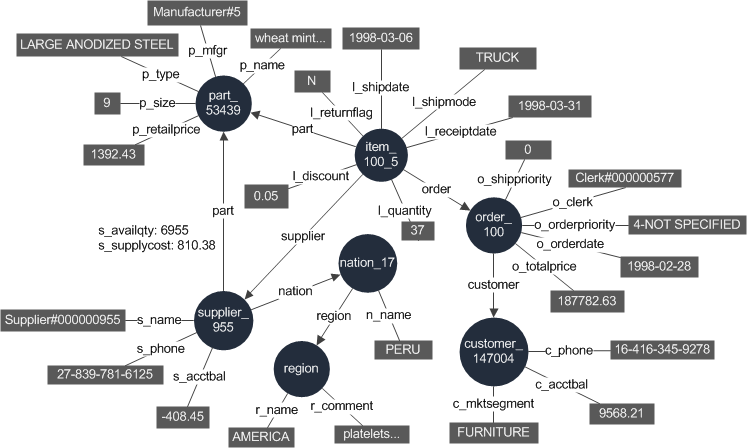 Manufacturer#5
LARGE ANODIZED STEEL
p_mfgr
wheat mint...
p_name
p_type
9
p_size
part_
53439
p_retailprice
1392.43
1998-03-06
N
l_shipdate
TRUCK
l_returnflag
l_shipmode
1998-03-31
part
l_receiptdate
item_
100_5
l_discount
0.05
l_quantity
37
order
0
o_shippriority
Clerk#000000577
o_clerk
order_
100
o_orderpriority
4-NOT SPECIFIED
o_orderdate
1998-02-28
o_totalprice
187782.63
part
s_availqty: 6955
s_supplycost: 810.38
supplier
nation_17
nation
customer
Supplier#000000955
s_name
supplier_
955
region
n_name
PERU
s_phone
27-839-781-6125
s_acctbal
-408.45
region
r_name
r_comment
AMERICA
platelets...
customer_
147004
c_phone
16-416-345-9278
c_acctbal
9568.21
c_mktsegment
FURNITURE